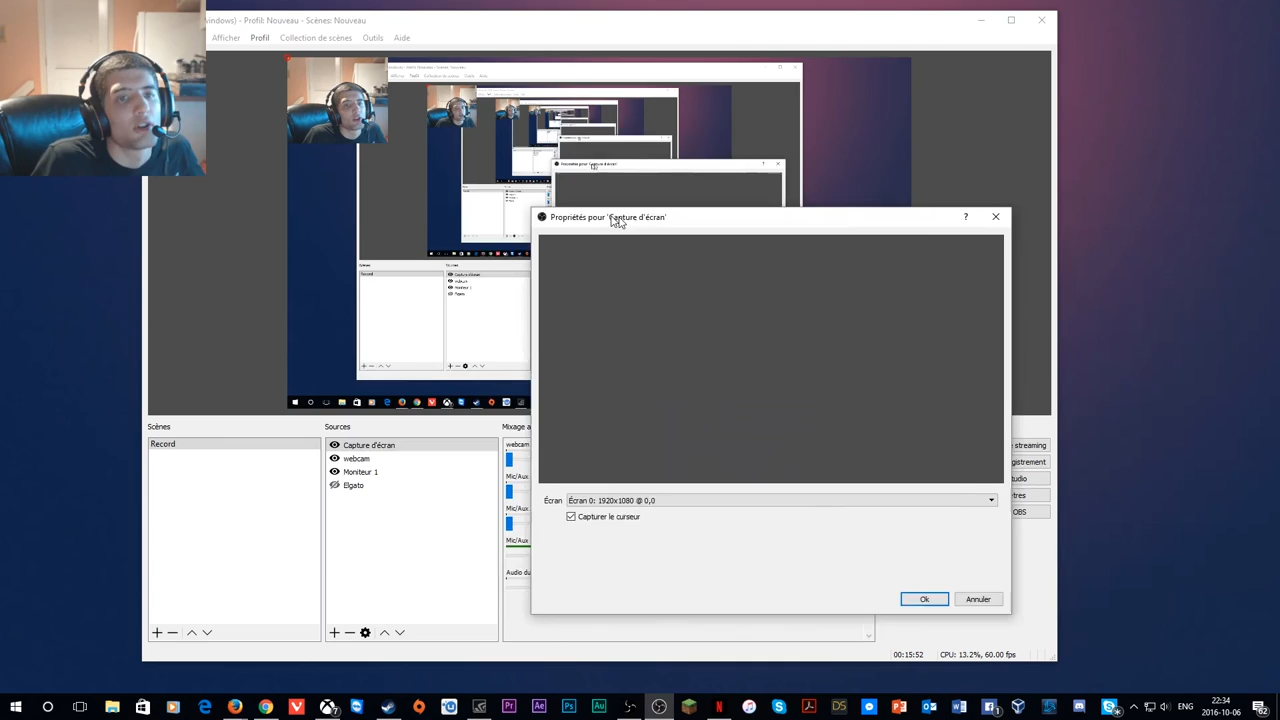 windows) - Profil: Nouveau - Scènes: Nouveau
Afficher Profil Collection de scènes Outils Aide
Propriétés pour 'Capture d'écran'
?
Écran
Écran 0: 1920x1080 @ 0,0
Capturer le curseur
Ok
Annuler
Scènes
Record
Sources
Capture d'écran
webcam
Moniteur 1
Elgato
Mixage a
webcam
Mic/Aux
Mic/Aux
Mic/Aux
Audio du
e streaming
egistrement
tudio
ètres
OBS
00:15:52
CPU: 13.2%, 60.00 fps
ENG
22:34
2016-10-06